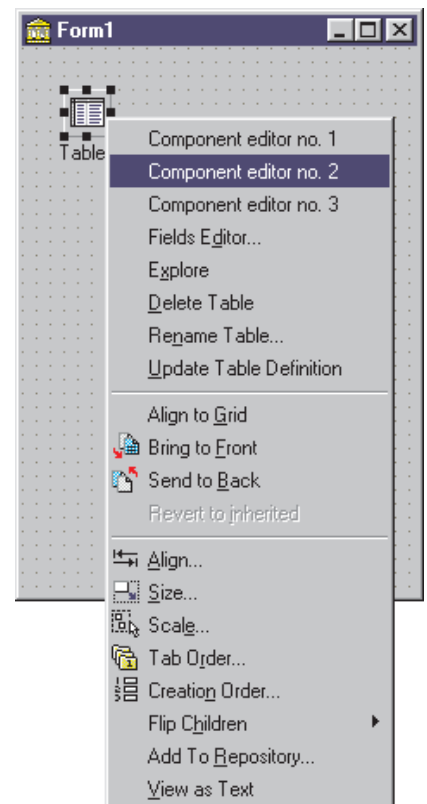 Form1
Table
Component editor no. 1
Component editor no. 2
Component editor no. 3
Fields Editor...
Explore
Delete Table
Rename Table...
Update Table Definition
Align to Grid
Bring to Front
Send to Back
Revert to inherited
Align...
Size...
Scale...
Tab Order...
Creation Order...
Flip Children
Add To Repository...
View as Text